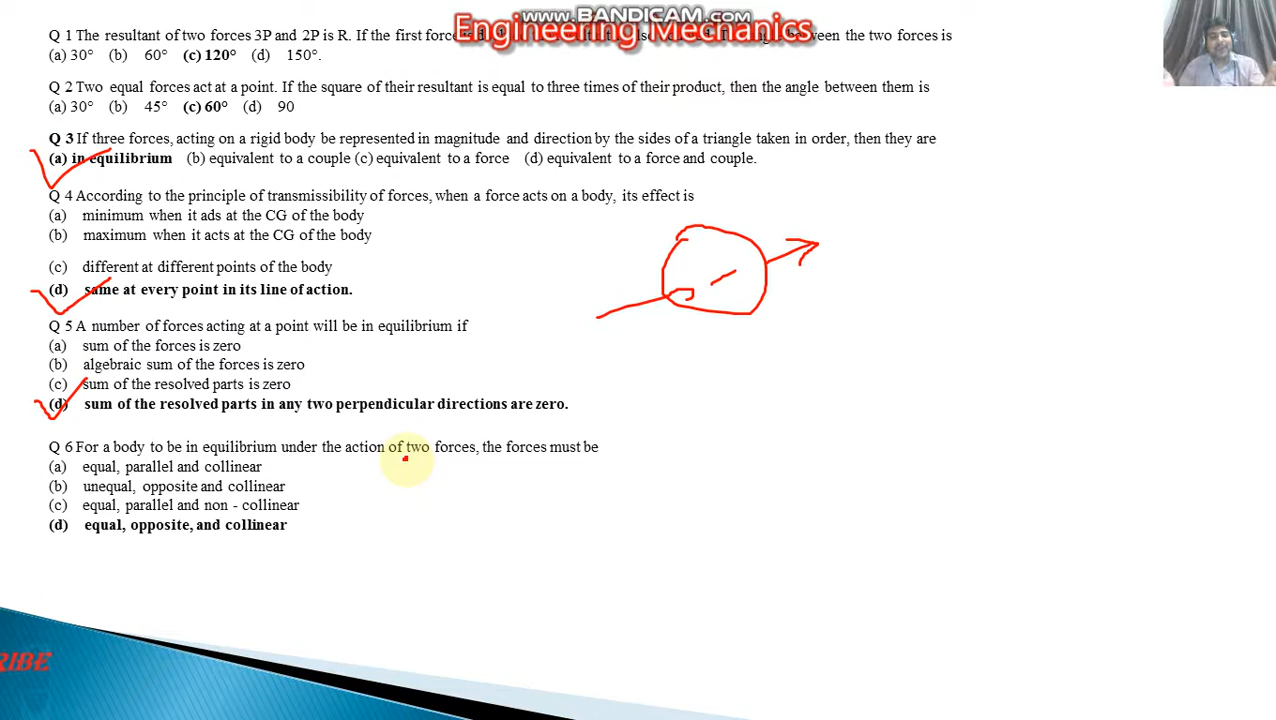 www.BANDICAM.com
Engineering Mechanics
Q 1 The resultant of two forces 3P and 2P is R. If the first force is between the two forces is
(a) 30° (b) 60° (c) 120° (d) 150°.
Q 2 Two equal forces act at a point. If the square of their resultant is equal to three times of their product, then the angle between them is
(a) 30° (b) 45° (c) 60° (d) 90
Q 3 If three forces, acting on a rigid body be represented in magnitude and direction by the sides of a triangle taken in order, then they are
(a) in equilibrium (b) equivalent to a couple (c) equivalent to a force (d) equivalent to a force and couple.
Q 4 According to the principle of transmissibility of forces, when a force acts on a body, its effect is
(a) minimum when it ads at the CG of the body
(b) maximum when it acts at the CG of the body
(c) different at different points of the body
(d) same at every point in its line of action.
Q 5 A number of forces acting at a point will be in equilibrium if
(a) sum of the forces is zero
(b) algebraic sum of the forces is zero
(c) sum of the resolved parts is zero
(d) sum of the resolved parts in any two perpendicular directions are zero.
Q 6 For a body to be in equilibrium under the action of two forces, the forces must be
(a) equal, parallel and collinear
(b) unequal, opposite and collinear
(c) equal, parallel and non - collinear
(d) equal, opposite, and collinear
RIBE